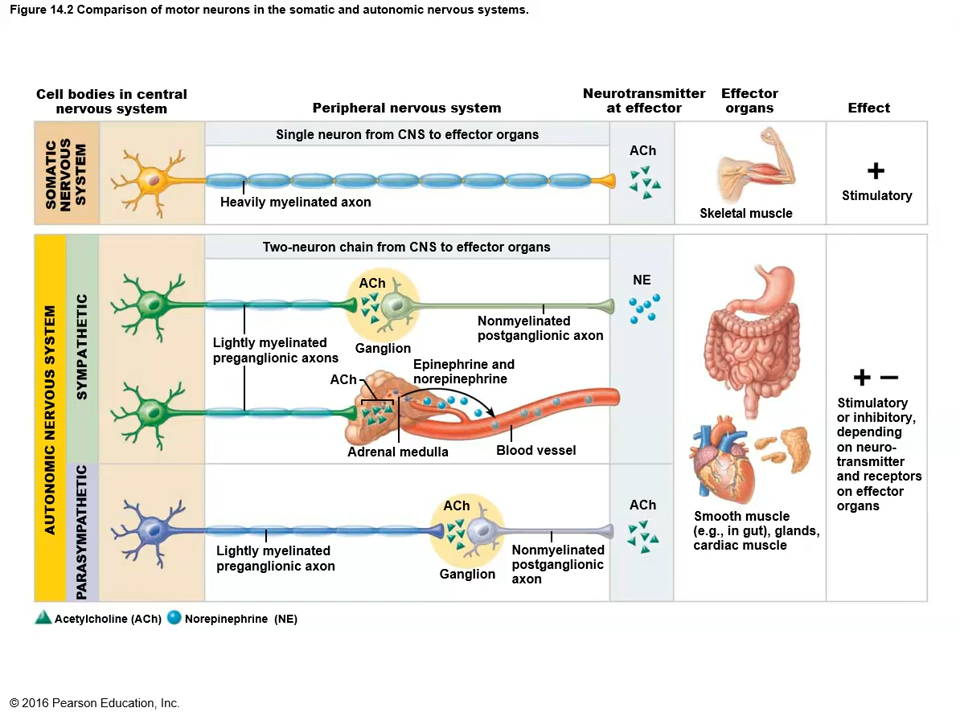 Figure 14.2 Comparison of motor neurons in the somatic and autonomic nervous systems.
Cell bodies in central
nervous system
Peripheral nervous system
Neurotransmitter
at effector
Effector
organs
Effect
SOMATIC
NERVOUS
SYSTEM
Single neuron from CNS to effector organs
Heavily myelinated axon
ACh
Skeletal muscle
+
Stimulatory
AUTONOMIC NERVOUS SYSTEM
SYMPATHETIC
Two-neuron chain from CNS to effector organs
ACh
Ganglion
Lightly myelinated
preganglionic axons
Nonmyelinated
postganglionic axon
NE
ACh
Epinephrine and
norepinephrine
Adrenal medulla
Blood vessel
PARASYMPATHETIC
ACh
Lightly myelinated
preganglionic axon
Ganglion
Nonmyelinated
postganglionic
axon
ACh
Smooth muscle
(e.g., in gut), glands,
cardiac muscle
+ −
Stimulatory
or inhibitory,
depending
on neuro-
transmitter
and receptors
on effector
organs
Acetylcholine (ACh)
Norepinephrine (NE)
© 2016 Pearson Education, Inc.